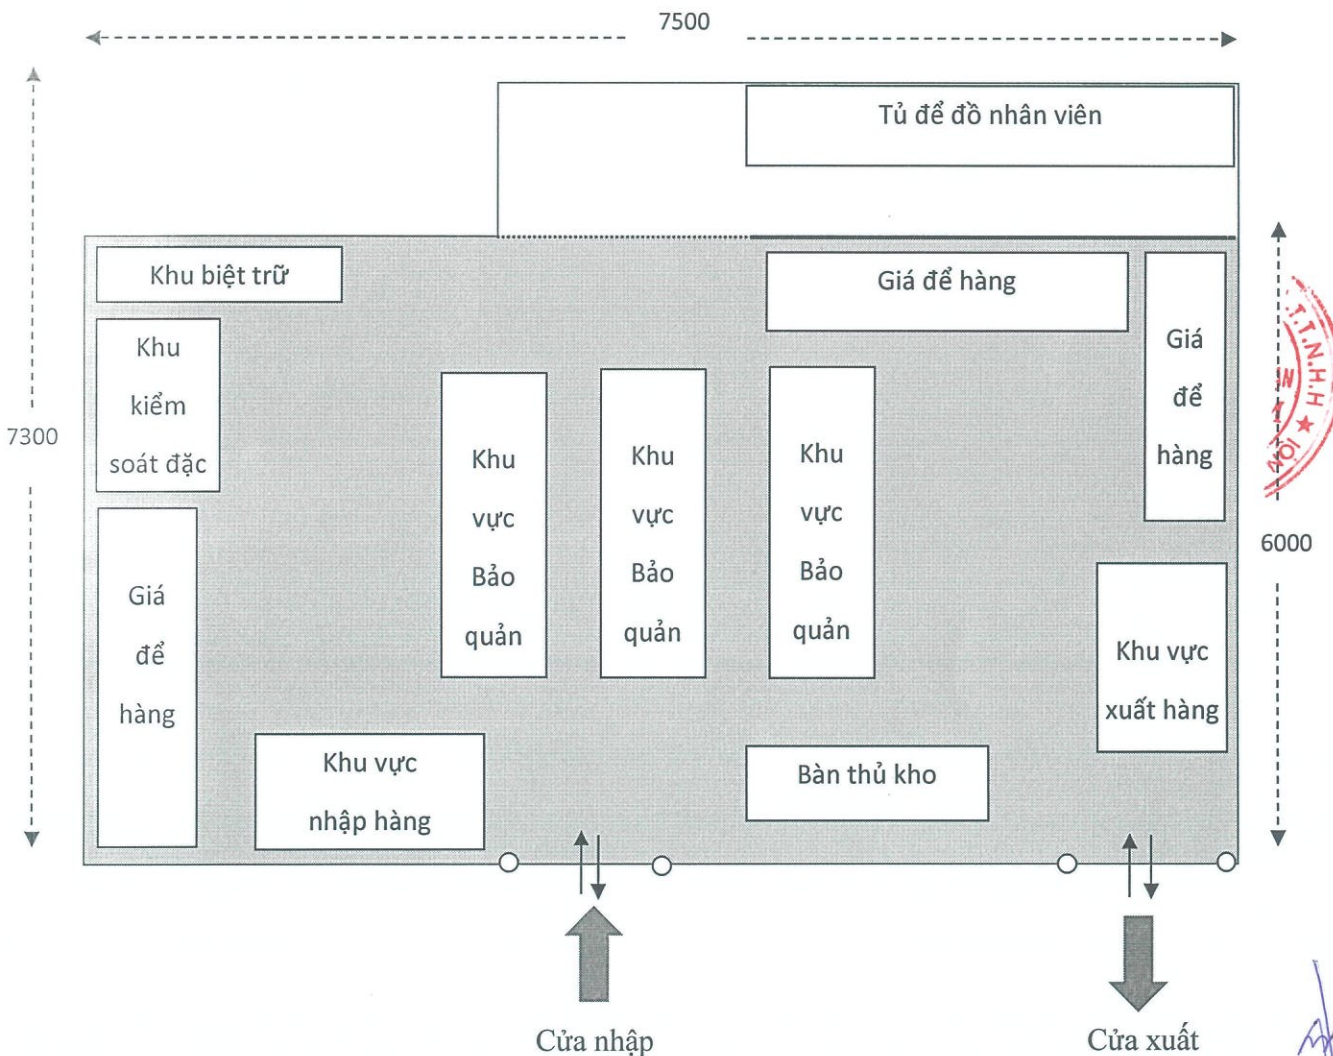 7500
Tủ để đồ nhân viên
Khu biệt trữ
Giá để hàng
Khu
kiểm
soát đặc
Giá
để
hàng
7300
Khu
vực
Bảo
quản
Khu
vực
Bảo
quản
Khu
vực
Bảo
quản
6000
Giá
để
hàng
Khu vực
xuất hàng
Khu vực
nhập hàng
Bàn thủ kho
Cửa nhập
Cửa xuất
.T.T.N.H.H ★
NỘI